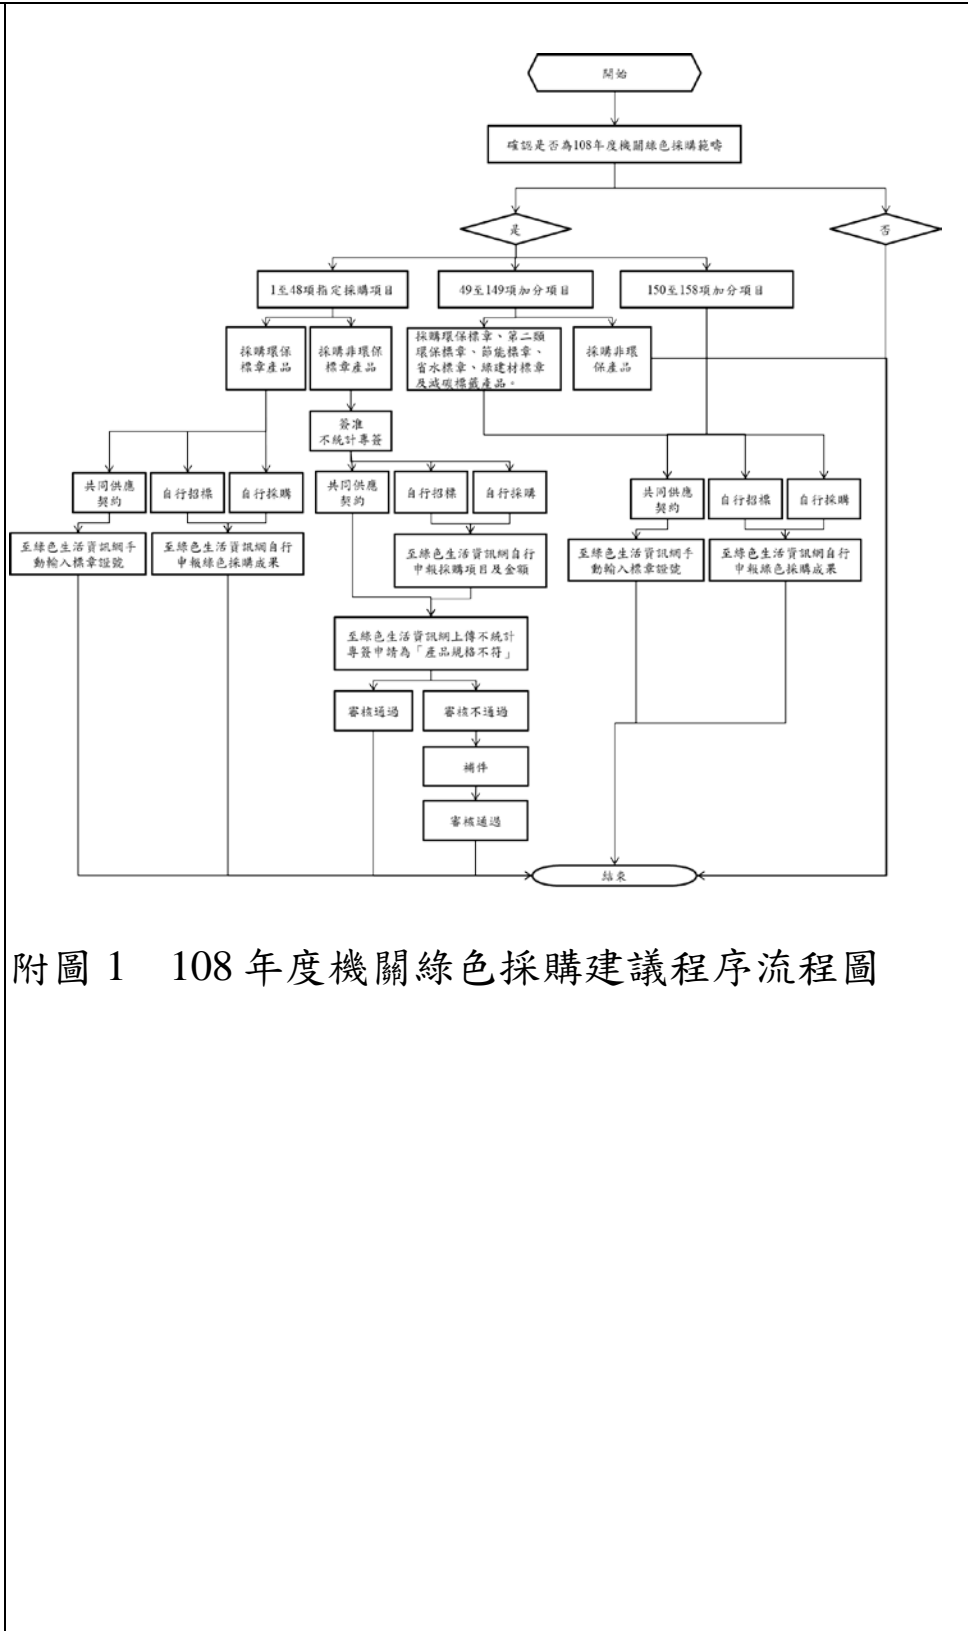 開始
確認是否為108年度機關綠色採購範疇
是
否
1至48項指定採購項目
49至149項加分項目
150至158項加分項目
採購環保
標章產品
採購非環保
標章產品
採購環保標章、第二類
環保標章、節能標章、
省水標章、綠建材標章
及減碳標籤產品。
採購非環
保產品
簽准
不統計專簽
共同供應
契約
自行招標
自行採購
共同供應
契約
自行招標
自行採購
共同供應
契約
自行招標
自行採購
至綠色生活資訊網手
動輸入標章證號
至綠色生活資訊網自行
申報綠色採購成果
至綠色生活資訊網自行
申報採購項目及金額
至綠色生活資訊網手
動輸入標章證號
至綠色生活資訊網自行
申報綠色採購成果
至綠色生活資訊網上傳不統計
專簽申請為「產品規格不符」
審核通過
審核不通過
補件
審核通過
結束
附圖 1　108 年度機關綠色採購建議程序流程圖